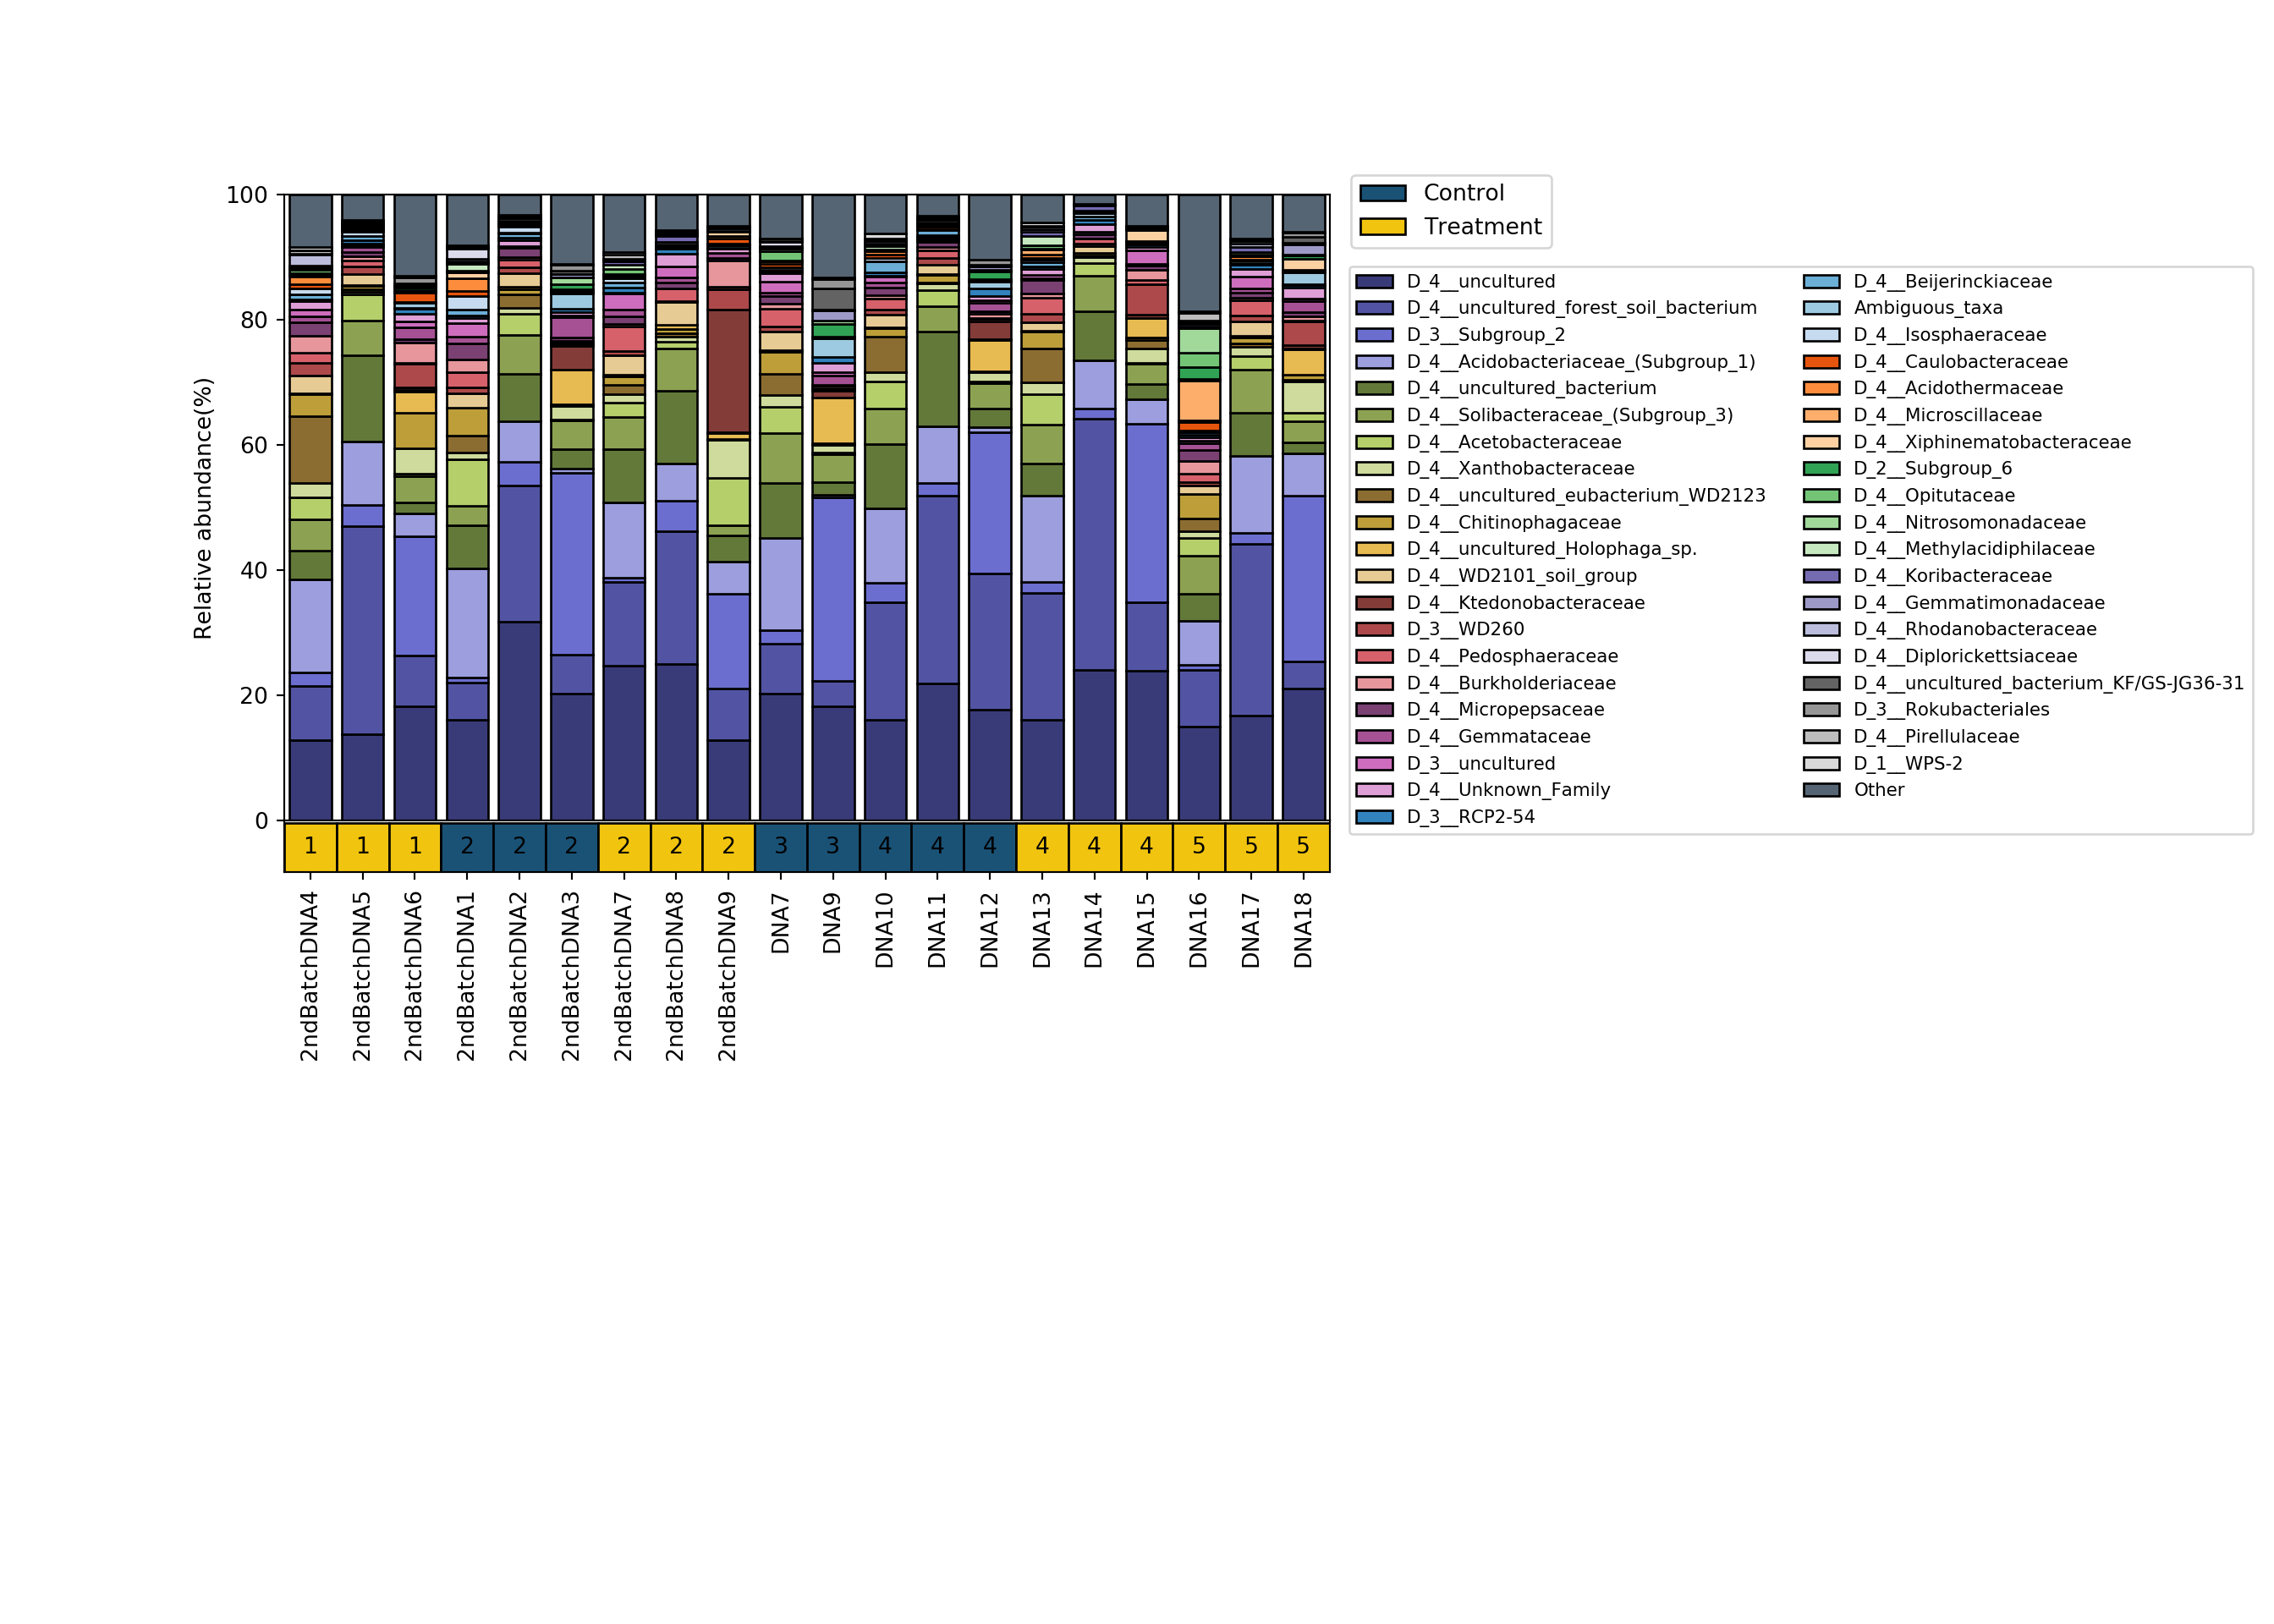 100
80
60
40
20
0
Relative abundance(%)
1 1 1 2 2 2 2 2 2 3 3 4 4 4 4 4 4 5 5 5
2ndBatchDNA4
2ndBatchDNA5
2ndBatchDNA6
2ndBatchDNA1
2ndBatchDNA2
2ndBatchDNA3
2ndBatchDNA7
2ndBatchDNA8
2ndBatchDNA9
DNA7
DNA9
DNA10
DNA11
DNA12
DNA13
DNA14
DNA15
DNA16
DNA17
DNA18
Control
Treatment
D_4__uncultured
D_4__uncultured_forest_soil_bacterium
D_3__Subgroup_2
D_4__Acidobacteriaceae_(Subgroup_1)
D_4__uncultured_bacterium
D_4__Solibacteraceae_(Subgroup_3)
D_4__Acetobacteraceae
D_4__Xanthobacteraceae
D_4__uncultured_eubacterium_WD2123
D_4__Chitinophagaceae
D_4__uncultured_Holophaga_sp.
D_4__WD2101_soil_group
D_4__Ktedonobacteraceae
D_3__WD260
D_4__Pedosphaeraceae
D_4__Burkholderiaceae
D_4__Micropepsaceae
D_4__Gemmataceae
D_3__uncultured
D_4__Unknown_Family
D_3__RCP2-54
D_4__Beijerinckiaceae
Ambiguous_taxa
D_4__Isosphaeraceae
D_4__Caulobacteraceae
D_4__Acidothermaceae
D_4__Microscillaceae
D_4__Xiphinematobacteraceae
D_2__Subgroup_6
D_4__Opitutaceae
D_4__Nitrosomonadaceae
D_4__Methylacidiphilaceae
D_4__Koribacteraceae
D_4__Gemmatimonadaceae
D_4__Rhodanobacteraceae
D_4__Diplorickettsiaceae
D_4__uncultured_bacterium_KF/GS-JG36-31
D_3__Rokubacteriales
D_4__Pirellulaceae
D_1__WPS-2
Other